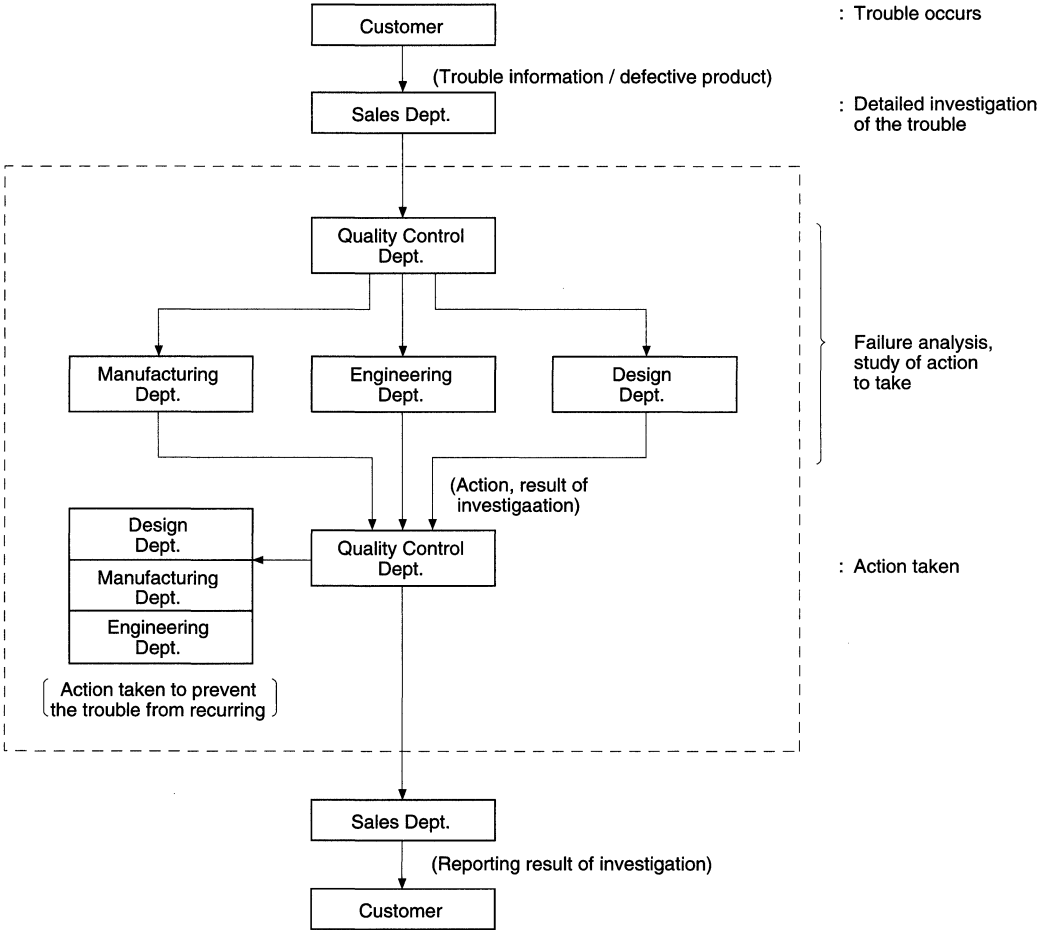 Customer
: Trouble occurs
(Trouble information / defective product)
Sales Dept.
: Detailed investigation
of the trouble
Quality Control
Dept.
Manufacturing
Dept.
Engineering
Dept.
Design
Dept.
Failure analysis,
study of action
to take
(Action, result of
investigaation)
Design
Dept.
Manufacturing
Dept.
Engineering
Dept.
Quality Control
Dept.
: Action taken
Action taken to prevent
the trouble from recurring
Sales Dept.
(Reporting result of investigation)
Customer